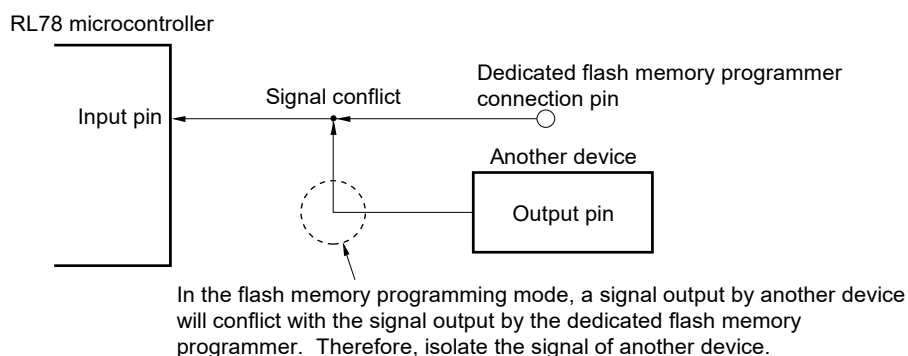 RL78 microcontroller
Input pin
Signal conflict
Dedicated flash memory programmer
connection pin
Another device
Output pin
In the flash memory programming mode, a signal output by another device
will conflict with the signal output by the dedicated flash memory
programmer.  Therefore, isolate the signal of another device.